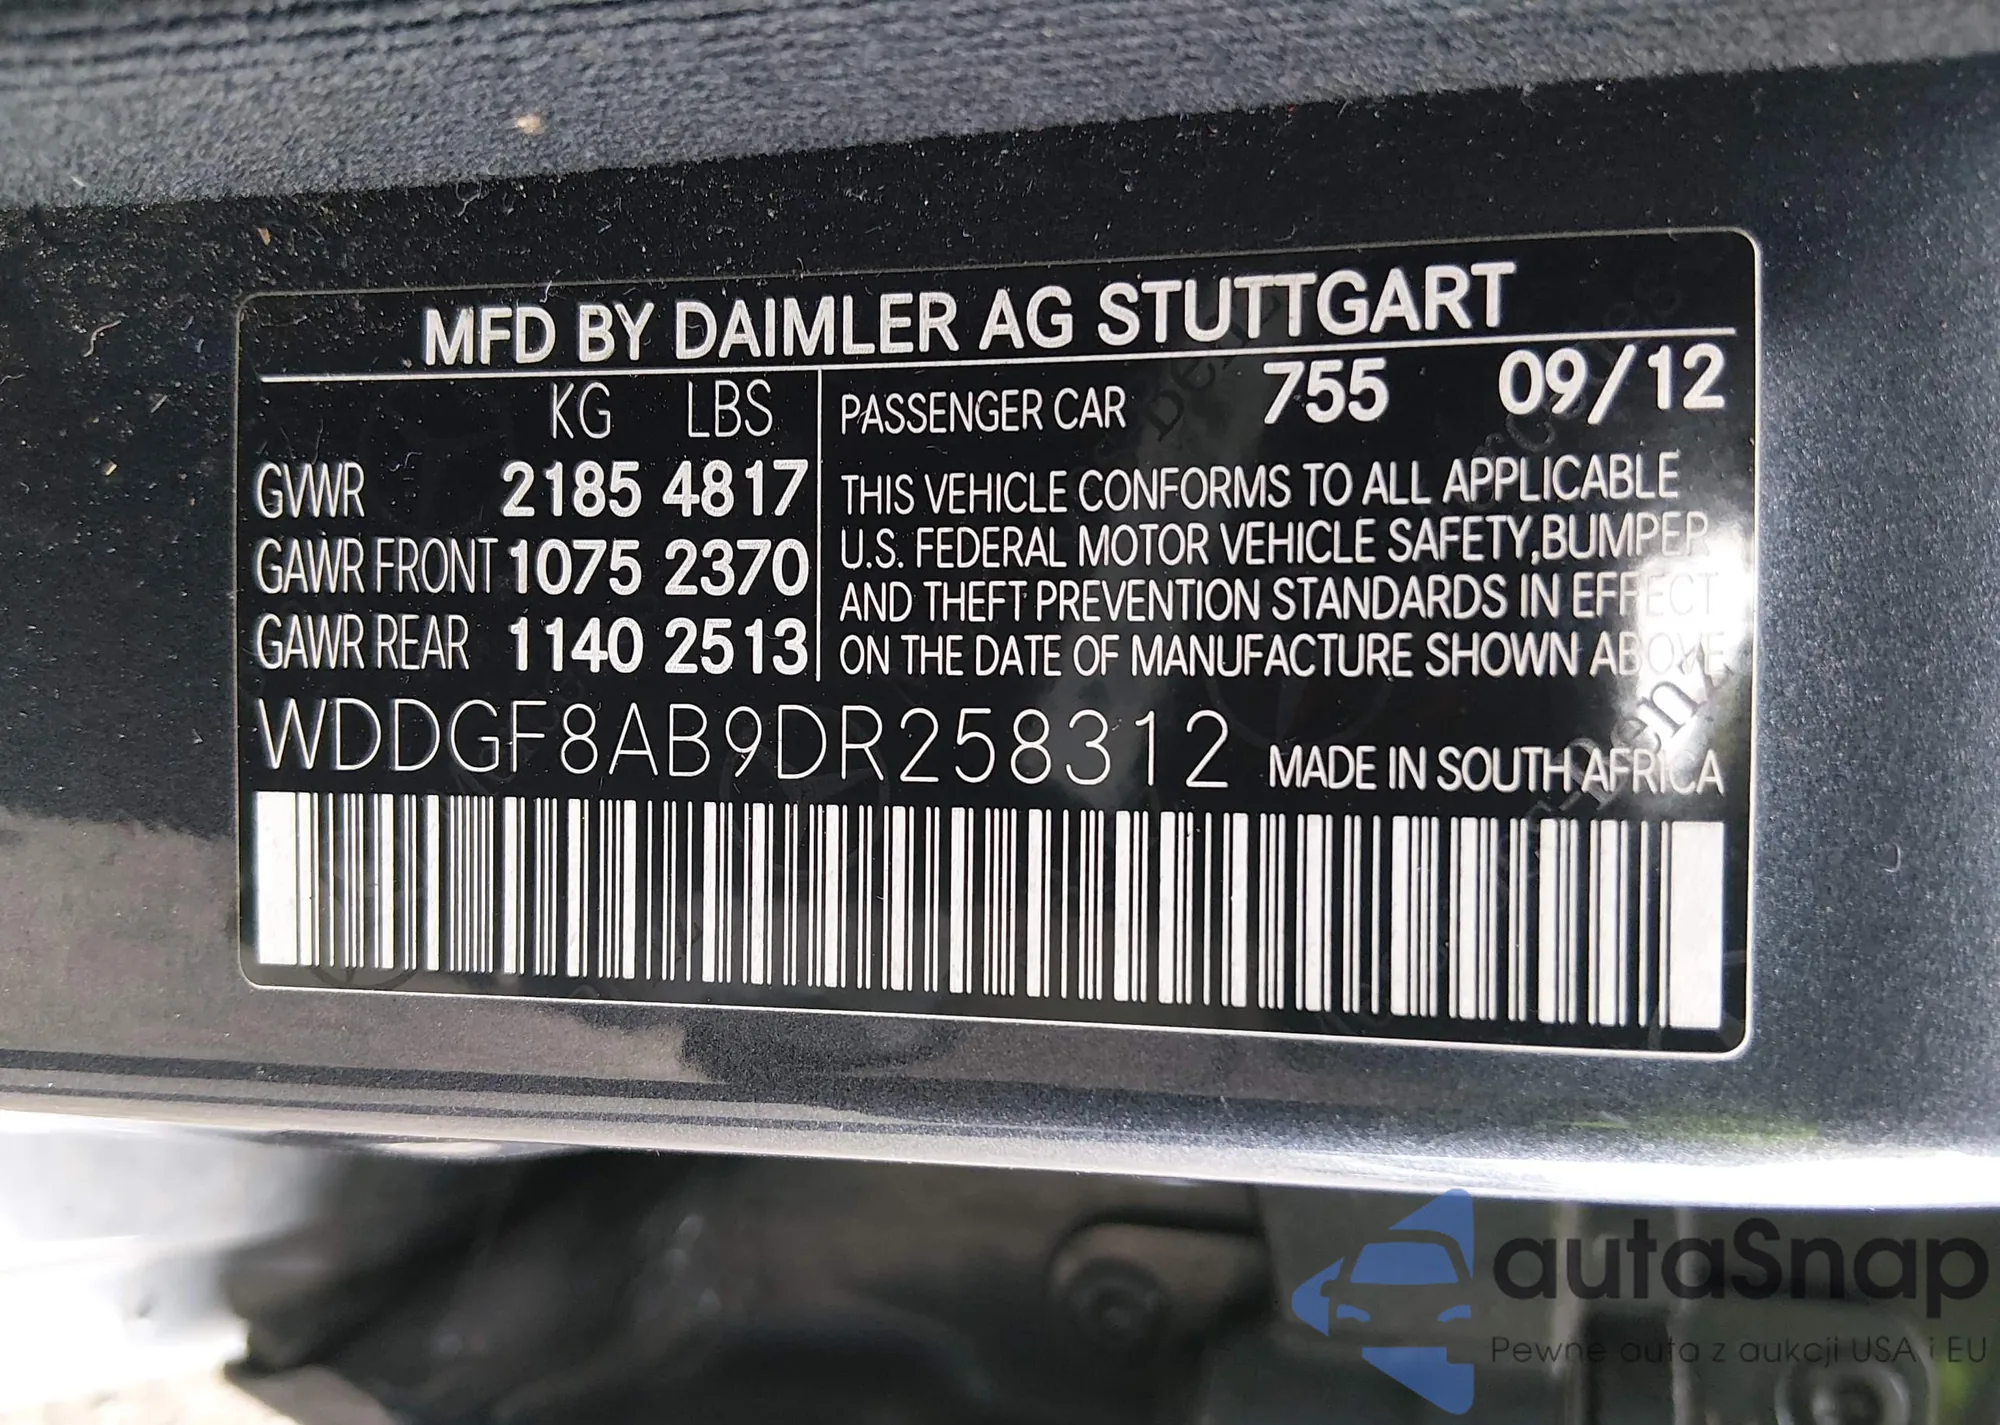 MFD BY DAIMLER AG STUTTGART
KG LBS
GVWR 2185 4817
GAWR FRONT 1075 2370
GAWR REAR 1140 2513
PASSENGER CAR 755 09/12
THIS VEHICLE CONFORMS TO ALL APPLICABLE
U.S. FEDERAL MOTOR VEHICLE SAFETY,BUMPER
AND THEFT PREVENTION STANDARDS IN EFFECT
ON THE DATE OF MANUFACTURE SHOWN ABOVE
WDDGF8AB9DR258312 MADE IN SOUTH AFRICA
autaSnap
Pewne auta z aukcji USA i EU